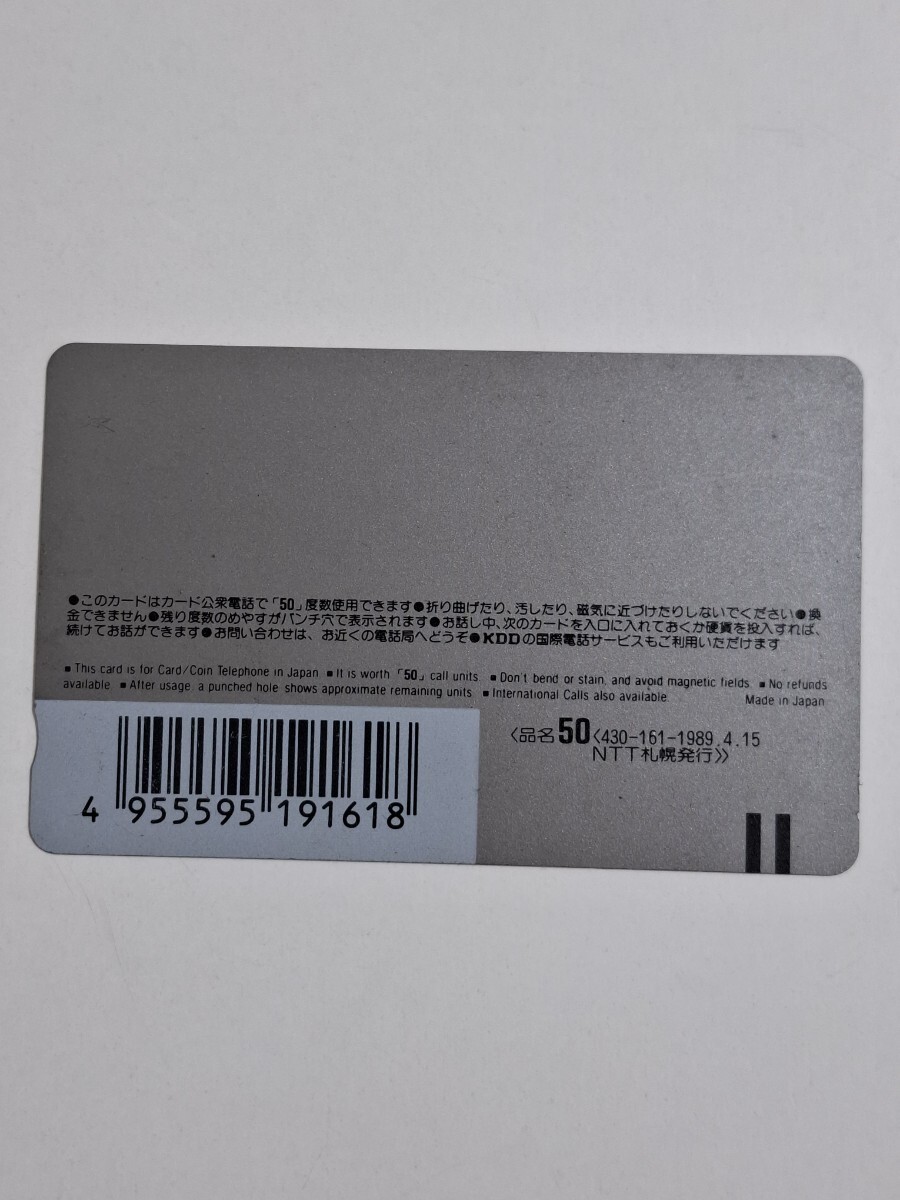 ●このカードはカード公衆電話で「50」度数使用できます●折り曲げたり、汚したり、磁気に近づけたりしないでください●換
金できません●残り度数のめやすがパンチ穴で表示されます●お話し中、次のカードを入口に入れておくか硬貨を投入すれば、
続けてお話ができます●お問い合わせは、お近くの電話局へどうぞ●KDDの国際電話サービスもご利用いただけます
■ This card is for Card/Coin Telephone in Japan ■ It is worth 「50」 call units ■ Don't bend or stain, and avoid magnetic fields ■ No refunds
available ■ After usage, a punched hole shows approximate remaining units ■ International Calls also available. Made in Japan
〈品名50〈430-161-1989.4.15
NTT札幌発行》
4 955595 191618